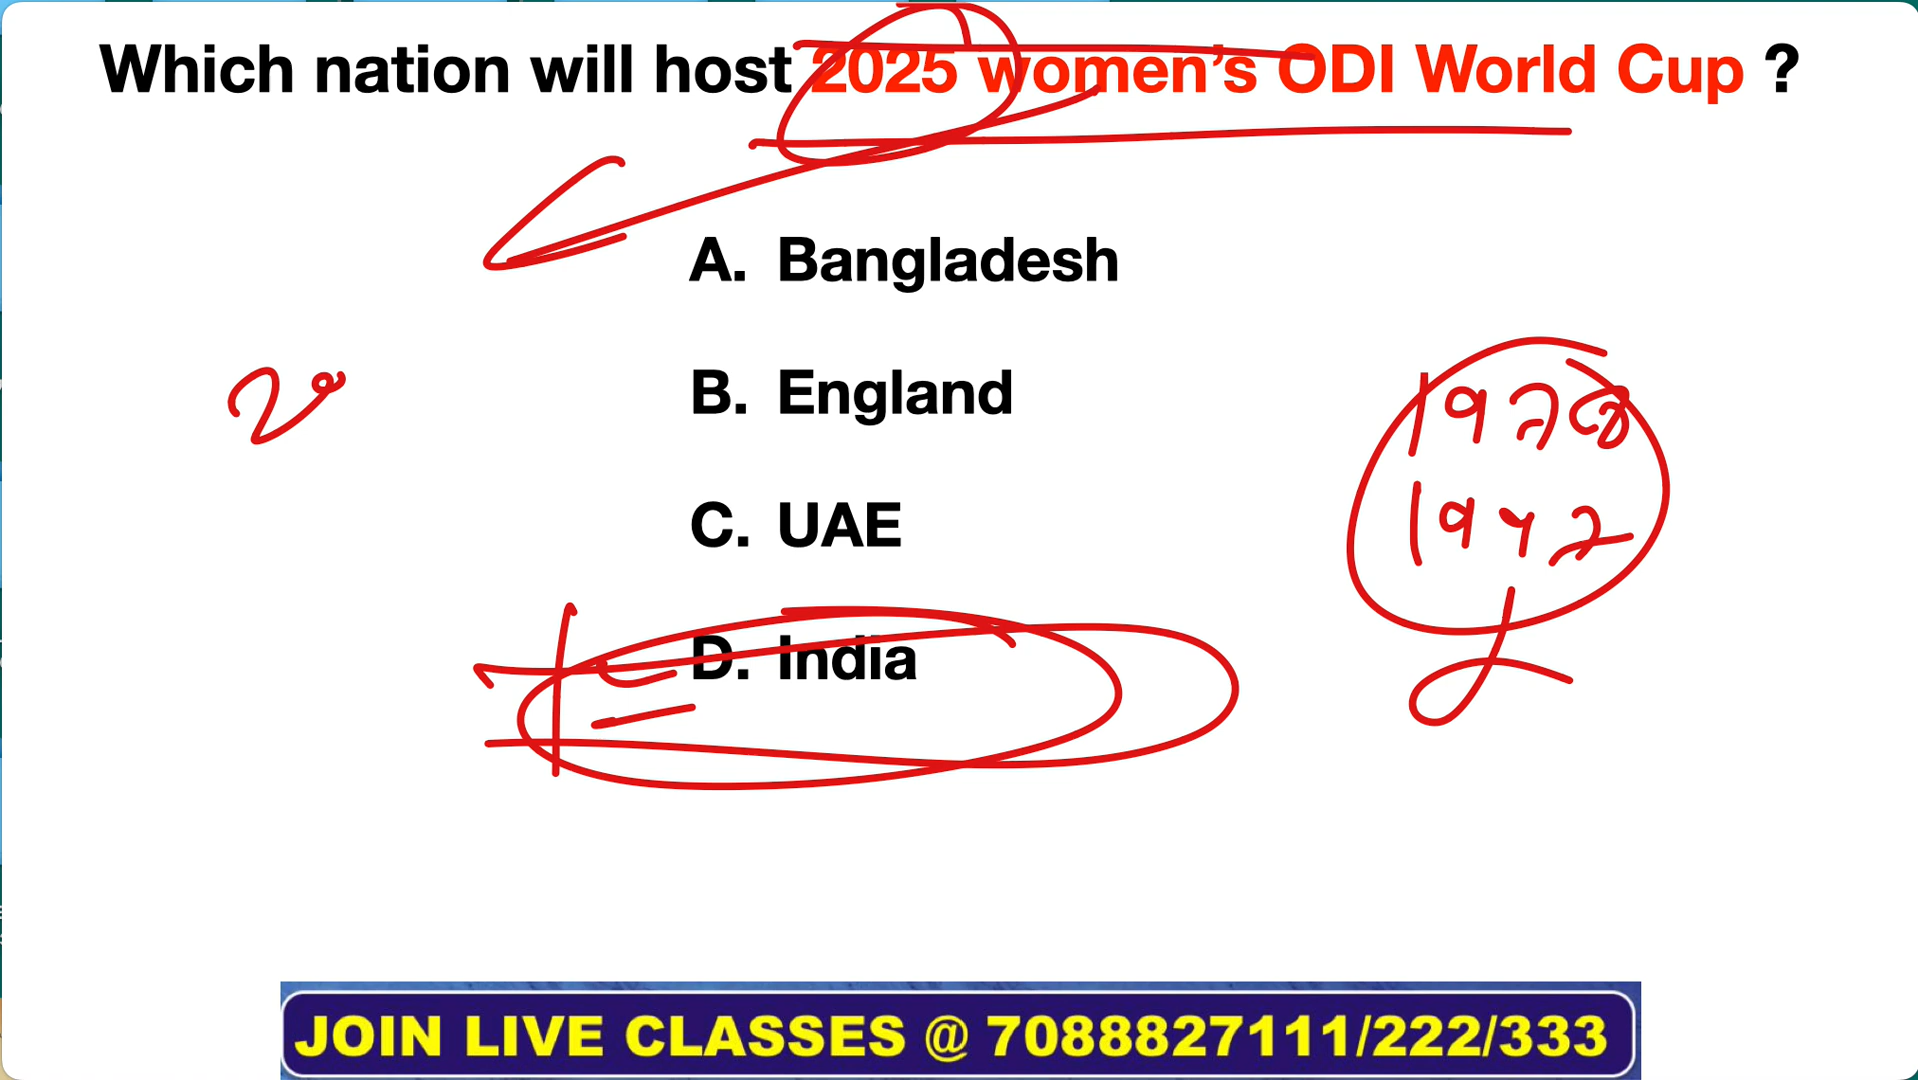 Which nation will host 2025 women’s ODI World Cup ?
A. Bangladesh
B. England
1978
C. UAE
D. India
JOIN LIVE CLASSES @ 7088827111/222/333